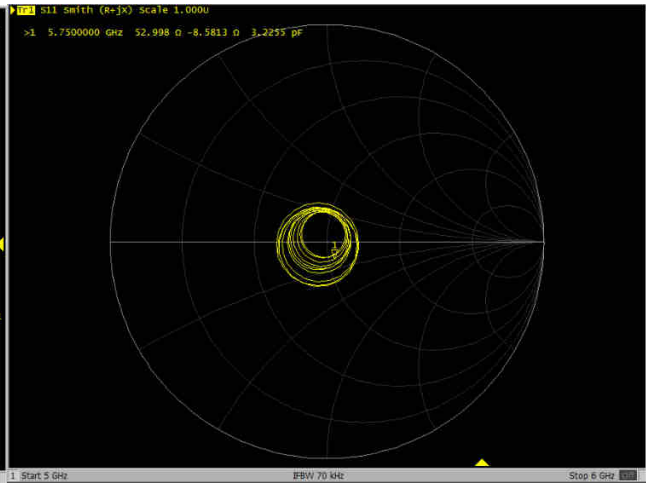 Tr1 S11 Smith (R+jX) Scale 1.000U
>1 5.7500000 GHz 52.998 Ω -8.5813 Ω 3.2255 pF
1
1 Start 5 GHz IFBW 70 kHz Stop 6 GHz